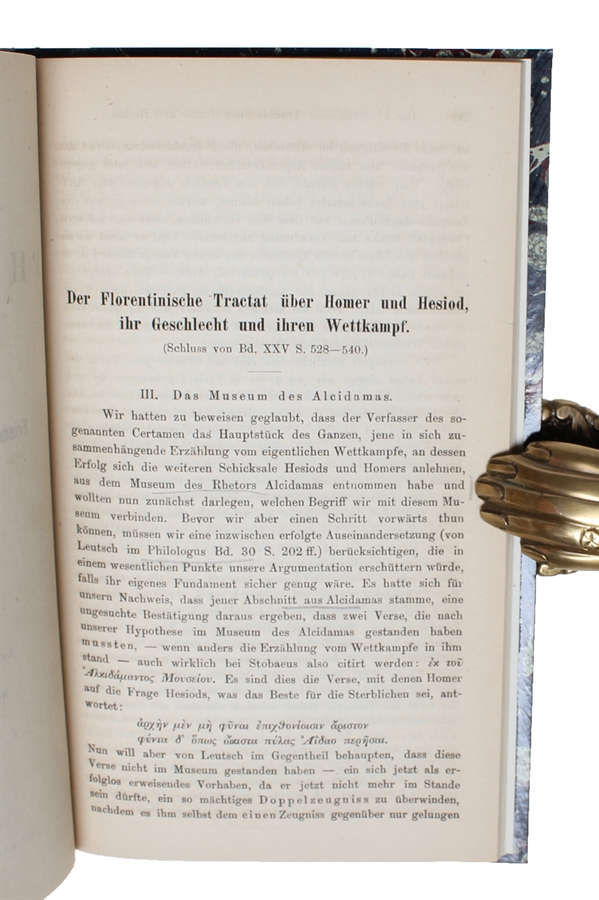 Der Florentinische Tractat über Homer und Hesiod,
ihr Geschlecht und ihren Wettkampf.
(Schluss von Bd. XXV S. 528—540.)
III. Das Museum des Alcidamas.
Wir hatten zu beweisen geglaubt, dass der Verfasser des so-
genannten Certamen das Hauptstück des Ganzen, jene in sich zu-
sammenhängende Erzählung vom eigentlichen Wettkampfe, an dessen
Erfolg sich die weiteren Schicksale Hesiods und Homers anlehnen,
aus dem Museum des Rhetors Alcidamas entnommen habe und
wollten nun zunächst darlegen, welchen Begriff wir mit diesem Mu-
seum verbinden. Bevor wir aber einen Schritt vorwärts thun
können, müssen wir eine inzwischen erfolgte Auseinandersetzung (von
Leutsch im Philologus Bd. 30 S. 202 ff.) berücksichtigen, die in
einem wesentlichen Punkte unsere Argumentation erschüttern würde,
falls ihr eigenes Fundament sicher genug wäre. Es hatte sich für
unsern Nachweis, dass jener Abschnitt aus Alcidamas stamme, eine
ungesuchte Bestätigung daraus ergeben, dass zwei Verse, die nach
unserer Hypothese im Museum des Alcidamas gestanden haben
mussten, — wenn anders die Erzählung vom Wettkampfe in ihm
stand — auch wirklich bei Stobaeus also citirt werden: ἐκ τοῦ
Ἀλκιδάμαντος Μουσείου. Es sind dies die Verse, mit denen Homer
auf die Frage Hesiods, was das Beste für die Sterblichen sei, ant-
wortet:
ἀρχὴν μὲν μὴ φῦναι ἐπιχθονίοισιν ἄριστον
φύντα δ' ὅπως ὤκιστα πύλας Ἀίδαο περῆσαι.
Nun will aber von Leutsch im Gegentheil behaupten, dass diese
Verse nicht im Museum gestanden haben — ein sich jetzt als er-
folglos erweisendes Vorhaben, da er jetzt nicht mehr im Stande
sein dürfte, ein so mächtiges Doppelzeugniss zu überwinden,
nachdem es ihm selbst dem einen Zeugniss gegenüber nur gelungen